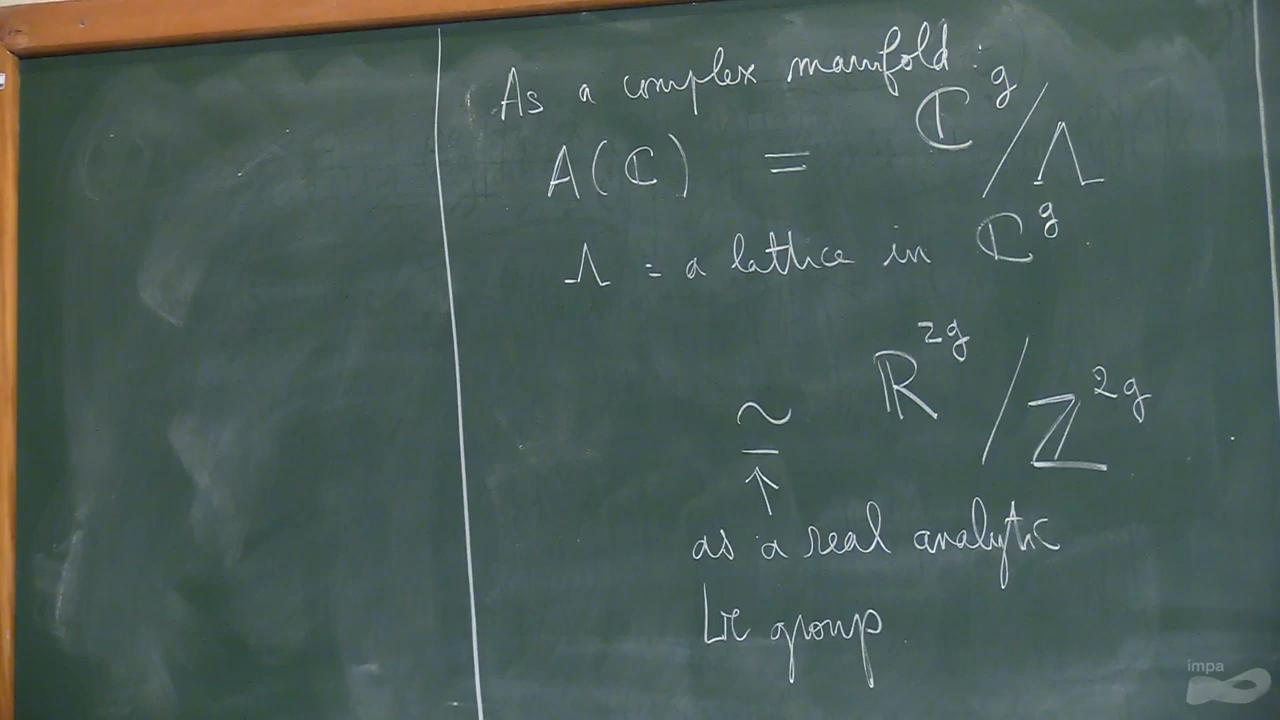 As a complex manifold:
A(ℂ) = ℂ^g / Λ
Λ = a lattice in ℂ^g
≃ ℝ^2g / ℤ^2g
↑
as a real analytic
Lie group.
impa